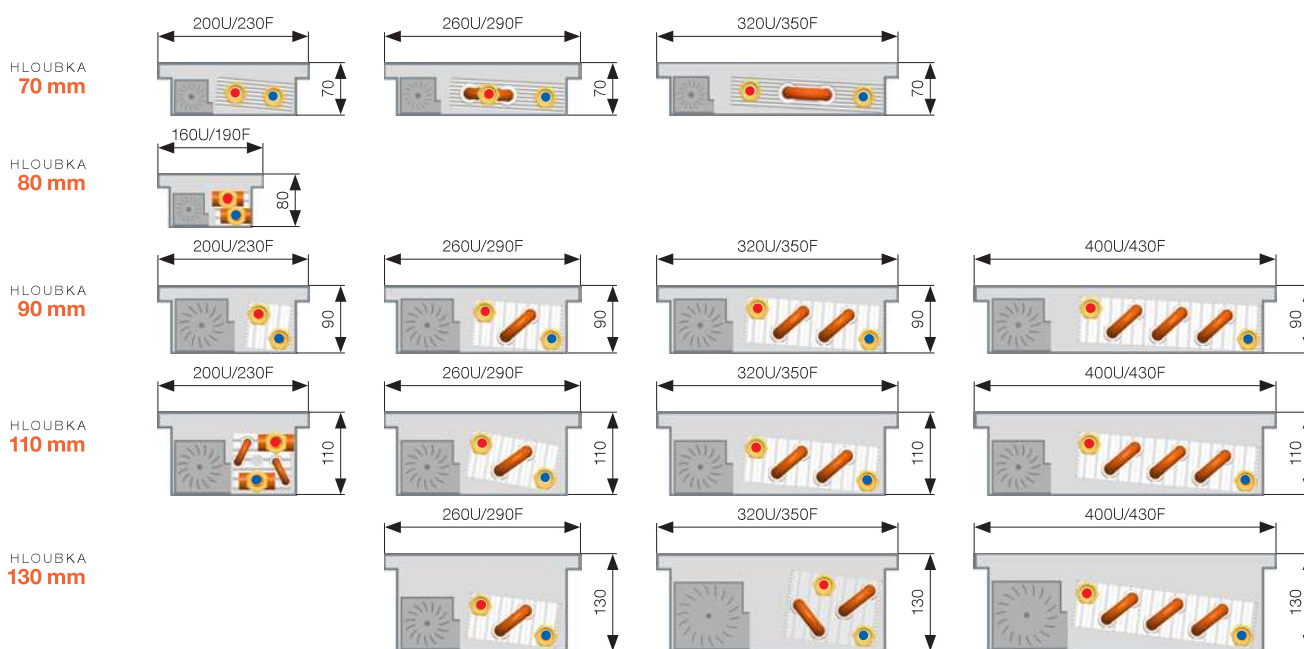 200U/230F 260U/290F 320U/350F
HLOUBKA
70 mm
70 70 70
160U/190F
HLOUBKA
80 mm
80
200U/230F 260U/290F 320U/350F 400U/430F
HLOUBKA
90 mm
90 90 90 90
200U/230F 260U/290F 320U/350F 400U/430F
HLOUBKA
110 mm
110 110 110 110
260U/290F 320U/350F 400U/430F
HLOUBKA
130 mm
130 130 130